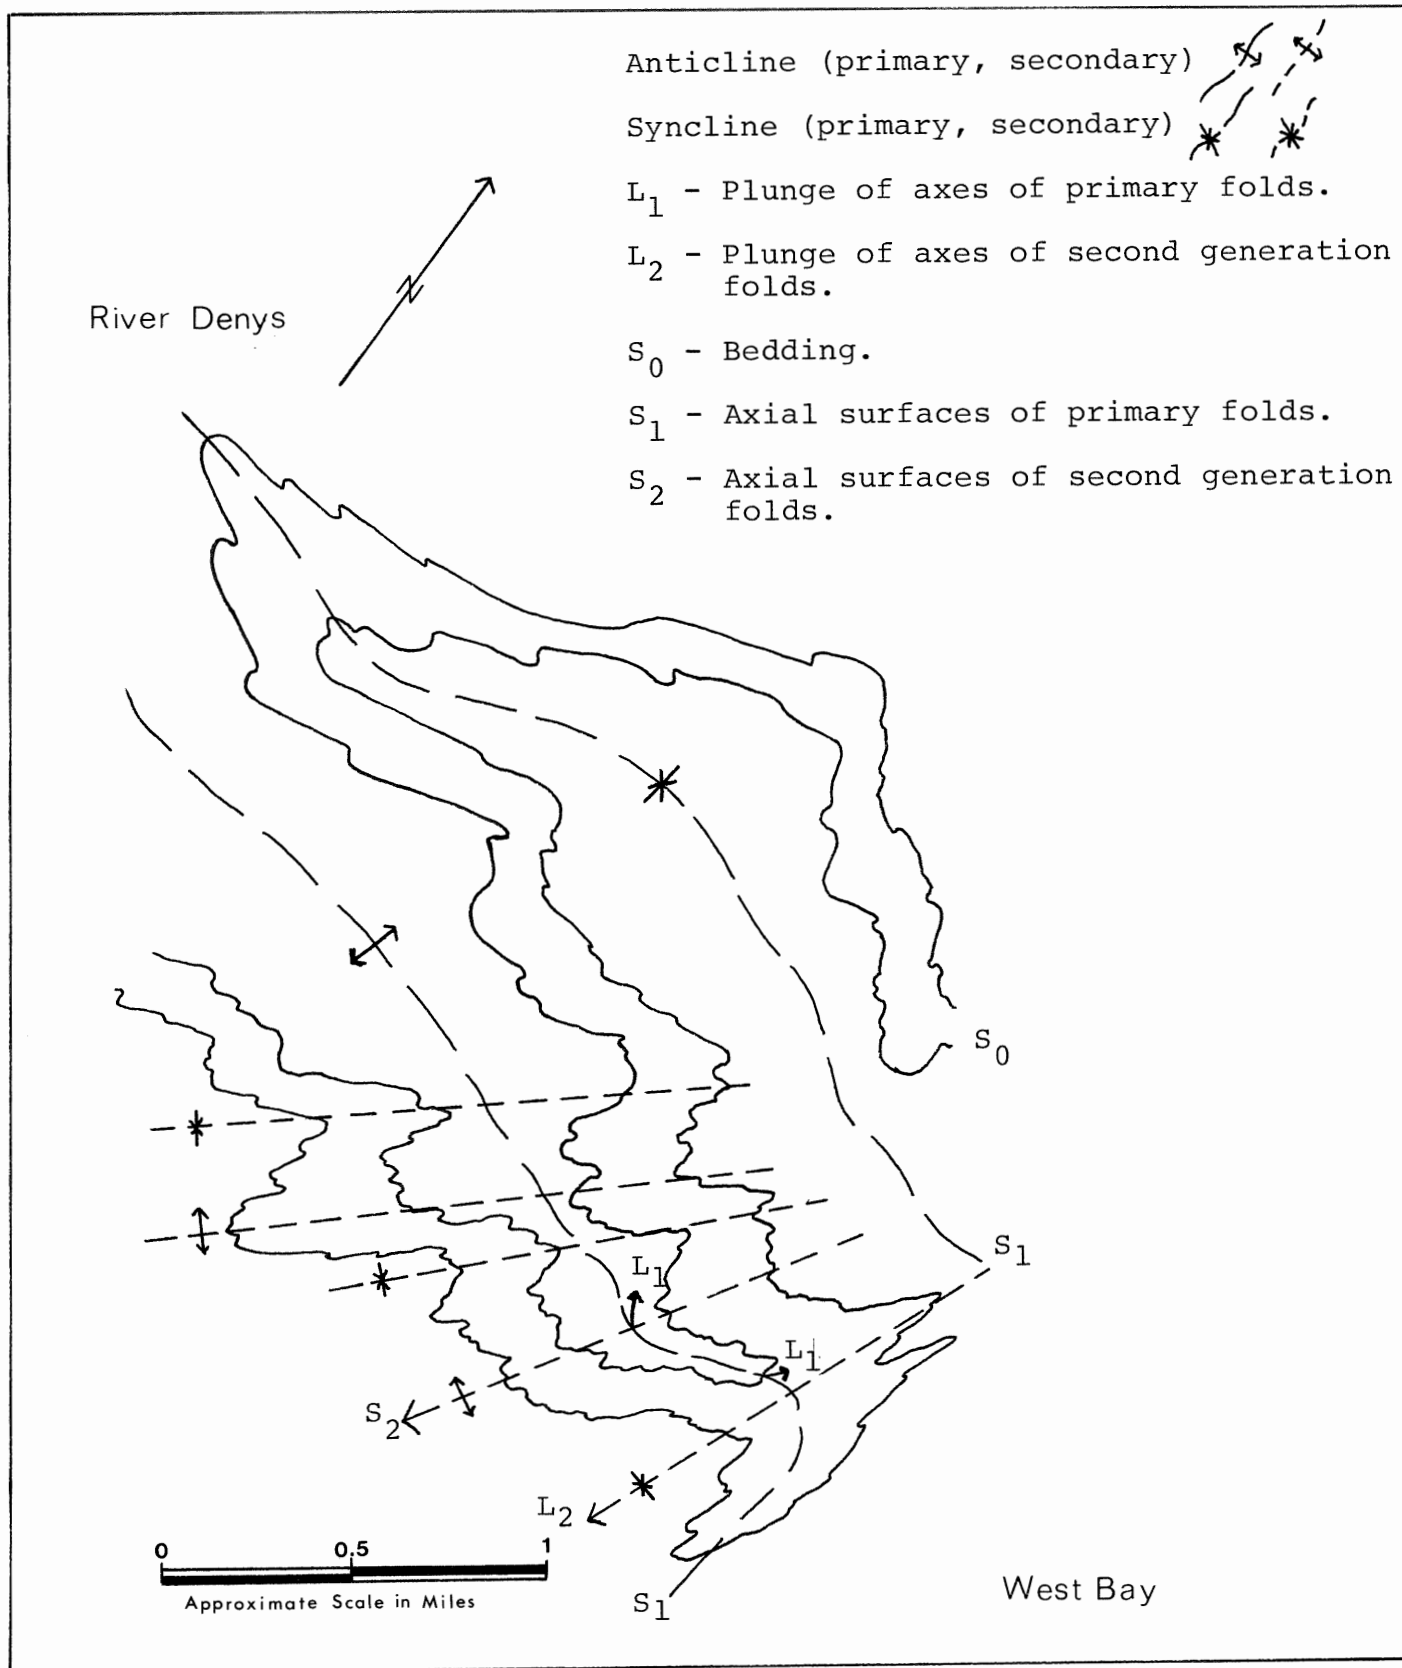 Anticline (primary, secondary)
Syncline (primary, secondary)
L1 - Plunge of axes of primary folds.
L2 - Plunge of axes of second generation
folds.
S0 - Bedding.
S1 - Axial surfaces of primary folds.
S2 - Axial surfaces of second generation
folds.
N
River Denys
S0
S1
L1
L1
S2
L2
S1
0 0.5 1
Approximate Scale in Miles
West Bay